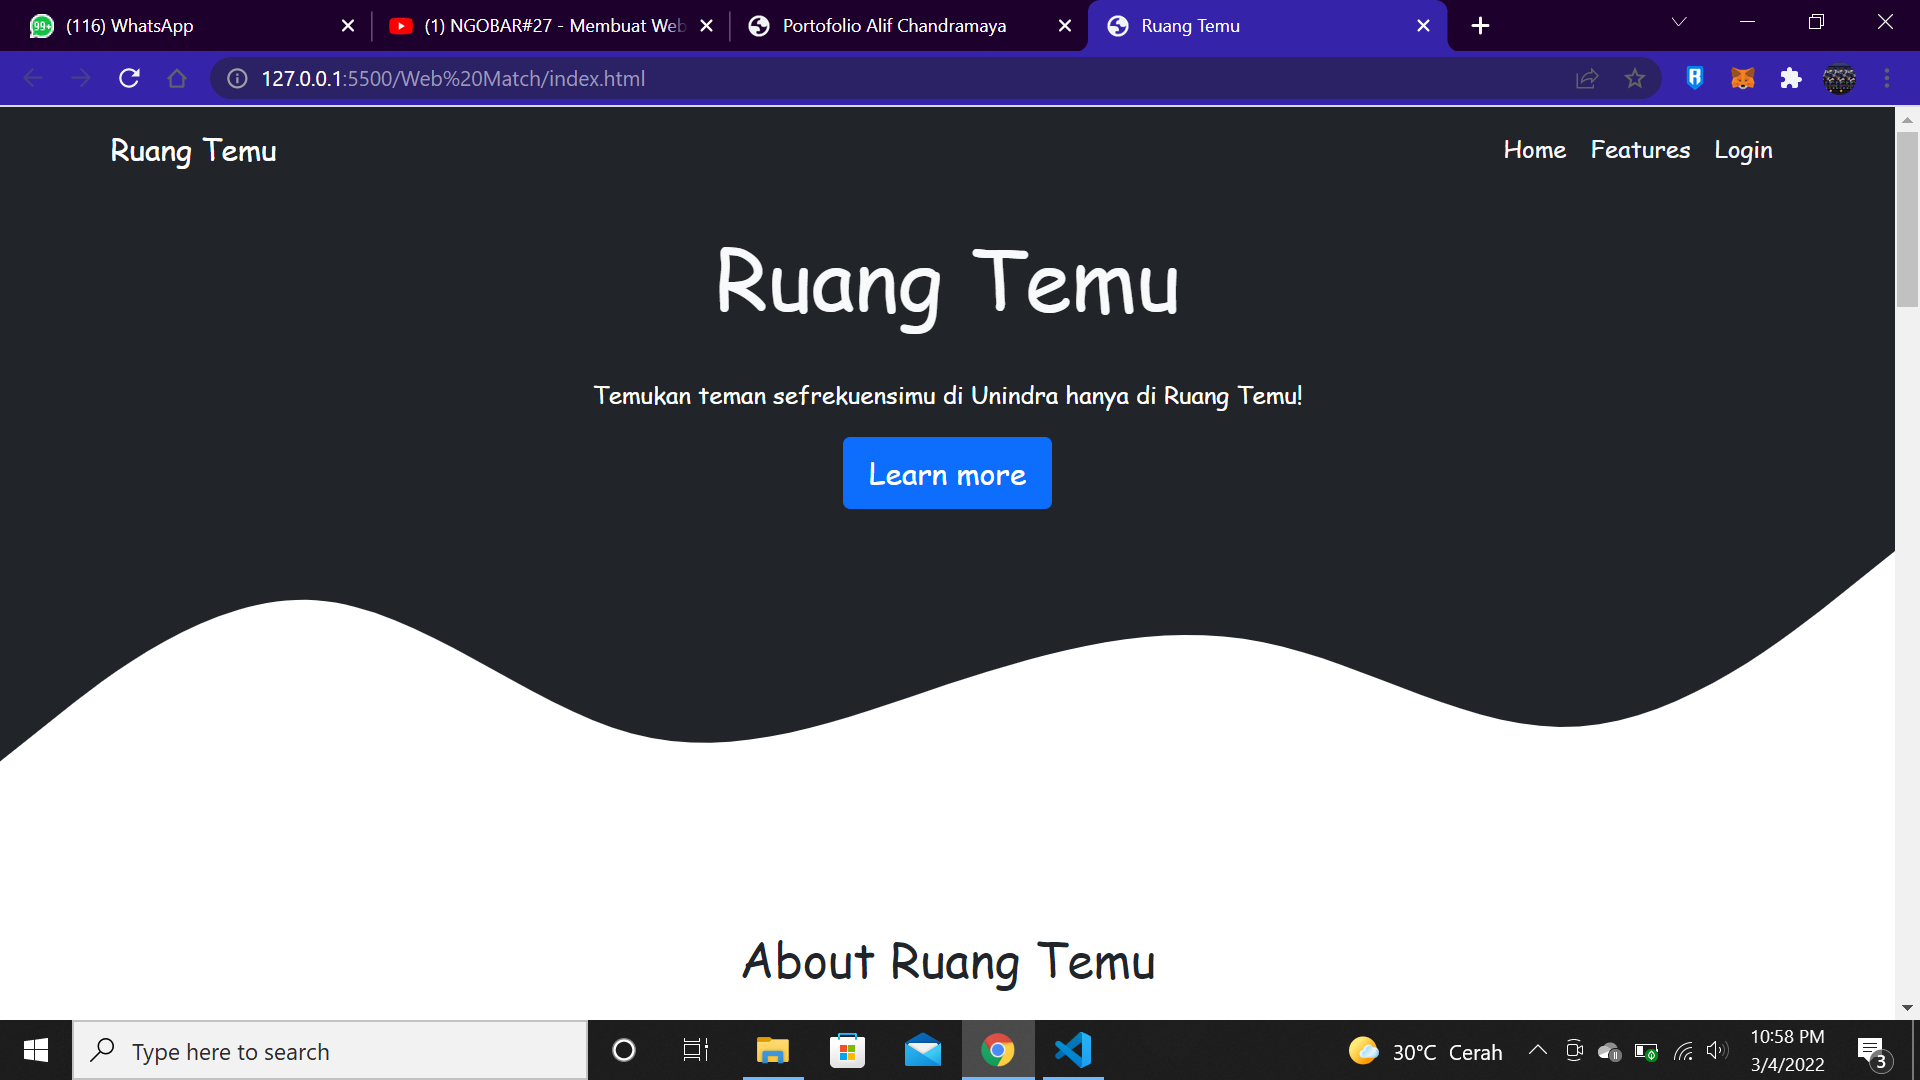 99+ (116) WhatsApp
(1) NGOBAR#27 - Membuat Web
Portofolio Alif Chandramaya
Ruang Temu
127.0.0.1:5500/Web%20Match/index.html
Ruang Temu
Home Features Login
Ruang Temu
Temukan teman sefrekuensimu di Unindra hanya di Ruang Temu!
Learn more
About Ruang Temu
Type here to search
30°C Cerah
10:58 PM
3/4/2022
3